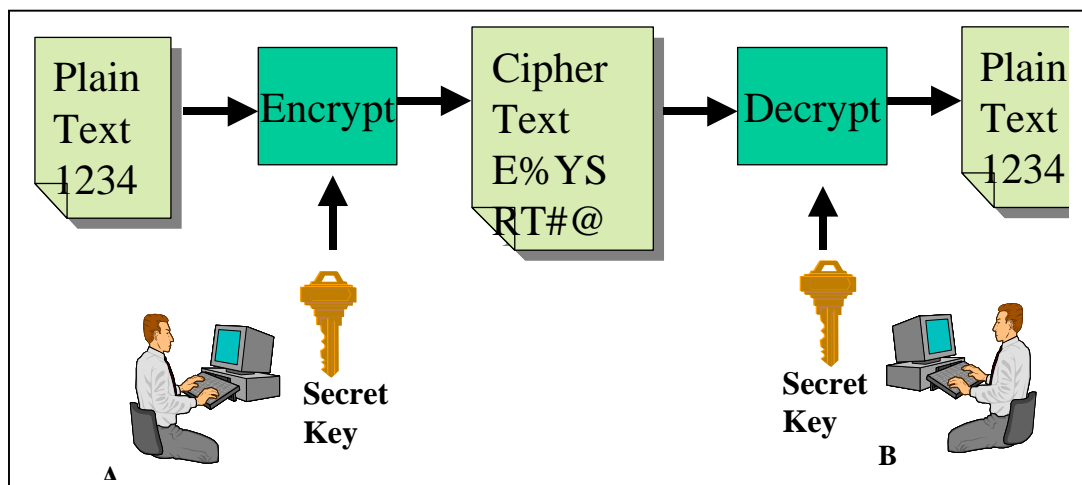 Plain
Text
1234
Encrypt
Cipher
Text
E%YS
RT#@
Decrypt
Plain
Text
1234
Secret
Key
Secret
Key
A
B